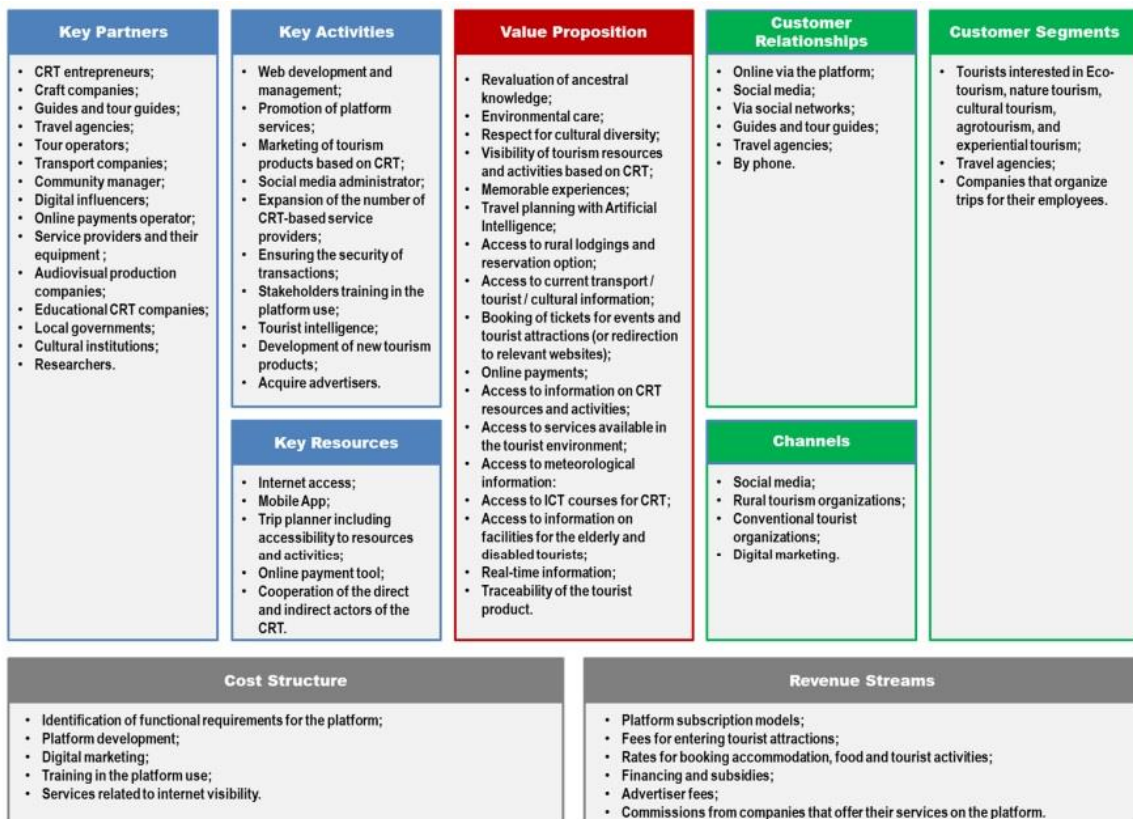 Key Partners
• CRT entrepreneurs;
• Craft companies;
• Guides and tour guides;
• Travel agencies;
• Tour operators;
• Transport companies;
• Community manager;
• Digital influencers;
• Online payments operator;
• Service providers and their
equipment ;
• Audiovisual production
companies;
• Educational CRT companies;
• Local governments;
• Cultural institutions;
• Researchers.
Key Activities
• Web development and
management;
• Promotion of platform
services;
• Marketing of tourism
products based on CRT;
• Social media administrator;
• Expansion of the number of
CRT-based service
providers;
• Ensuring the security of
transactions;
• Stakeholders training in the
platform use;
• Tourist intelligence;
• Development of new tourism
products;
• Acquire advertisers.
Key Resources
• Internet access;
• Mobile App;
• Trip planner including
accessibility to resources
and activities;
• Online payment tool;
• Cooperation of the direct
and indirect actors of the
CRT.
Value Proposition
• Revaluation of ancestral
knowledge;
• Environmental care;
• Respect for cultural diversity;
• Visibility of tourism resources
and activities based on CRT;
• Memorable experiences;
• Travel planning with Artificial
Intelligence;
• Access to rural lodgings and
reservation option;
• Access to current transport /
tourist / cultural information;
• Booking of tickets for events and
tourist attractions (or redirection
to relevant websites);
• Online payments;
• Access to information on CRT
resources and activities;
• Access to services available in
the tourist environment;
• Access to meteorological
information:
• Access to ICT courses for CRT;
• Access to information on
facilities for the elderly and
disabled tourists;
• Real-time information;
• Traceability of the tourist
product.
Customer
Relationships
• Online via the platform;
• Social media;
• Via social networks;
• Guides and tour guides;
• Travel agencies;
• By phone.
Channels
• Social media;
• Rural tourism organizations;
• Conventional tourist
organizations;
• Digital marketing.
Customer Segments
• Tourists interested in Eco-
tourism, nature tourism,
cultural tourism,
agrotourism, and
experiential tourism;
• Travel agencies;
• Companies that organize
trips for their employees.
Cost Structure
• Identification of functional requirements for the platform;
• Platform development;
• Digital marketing;
• Training in the platform use;
• Services related to internet visibility.
Revenue Streams
• Platform subscription models;
• Fees for entering tourist attractions;
• Rates for booking accommodation, food and tourist activities;
• Financing and subsidies;
• Advertiser fees;
• Commissions from companies that offer their services on the platform.